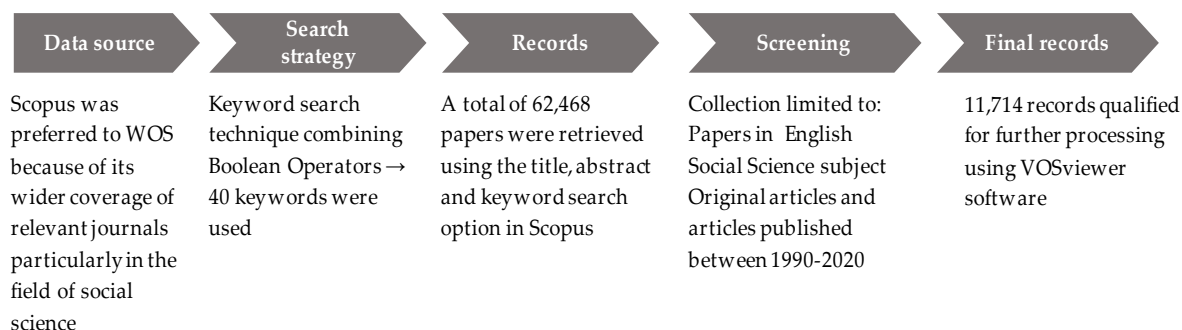 Data source
Search
strategy
Records
Screening
Final records
Scopus was
preferred to WOS
because of its
wider coverage of
relevant journals
particularly in the
field of social
science
Keyword search
technique combining
Boolean Operators →
40 keywords were
used
A total of 62,468
papers were retrieved
using the title, abstract
and keyword search
option in Scopus
Collection limited to:
Papers in English
Social Science subject
Original articles and
articles published
between 1990-2020
11,714 records qualified
for further processing
using VOSviewer
software